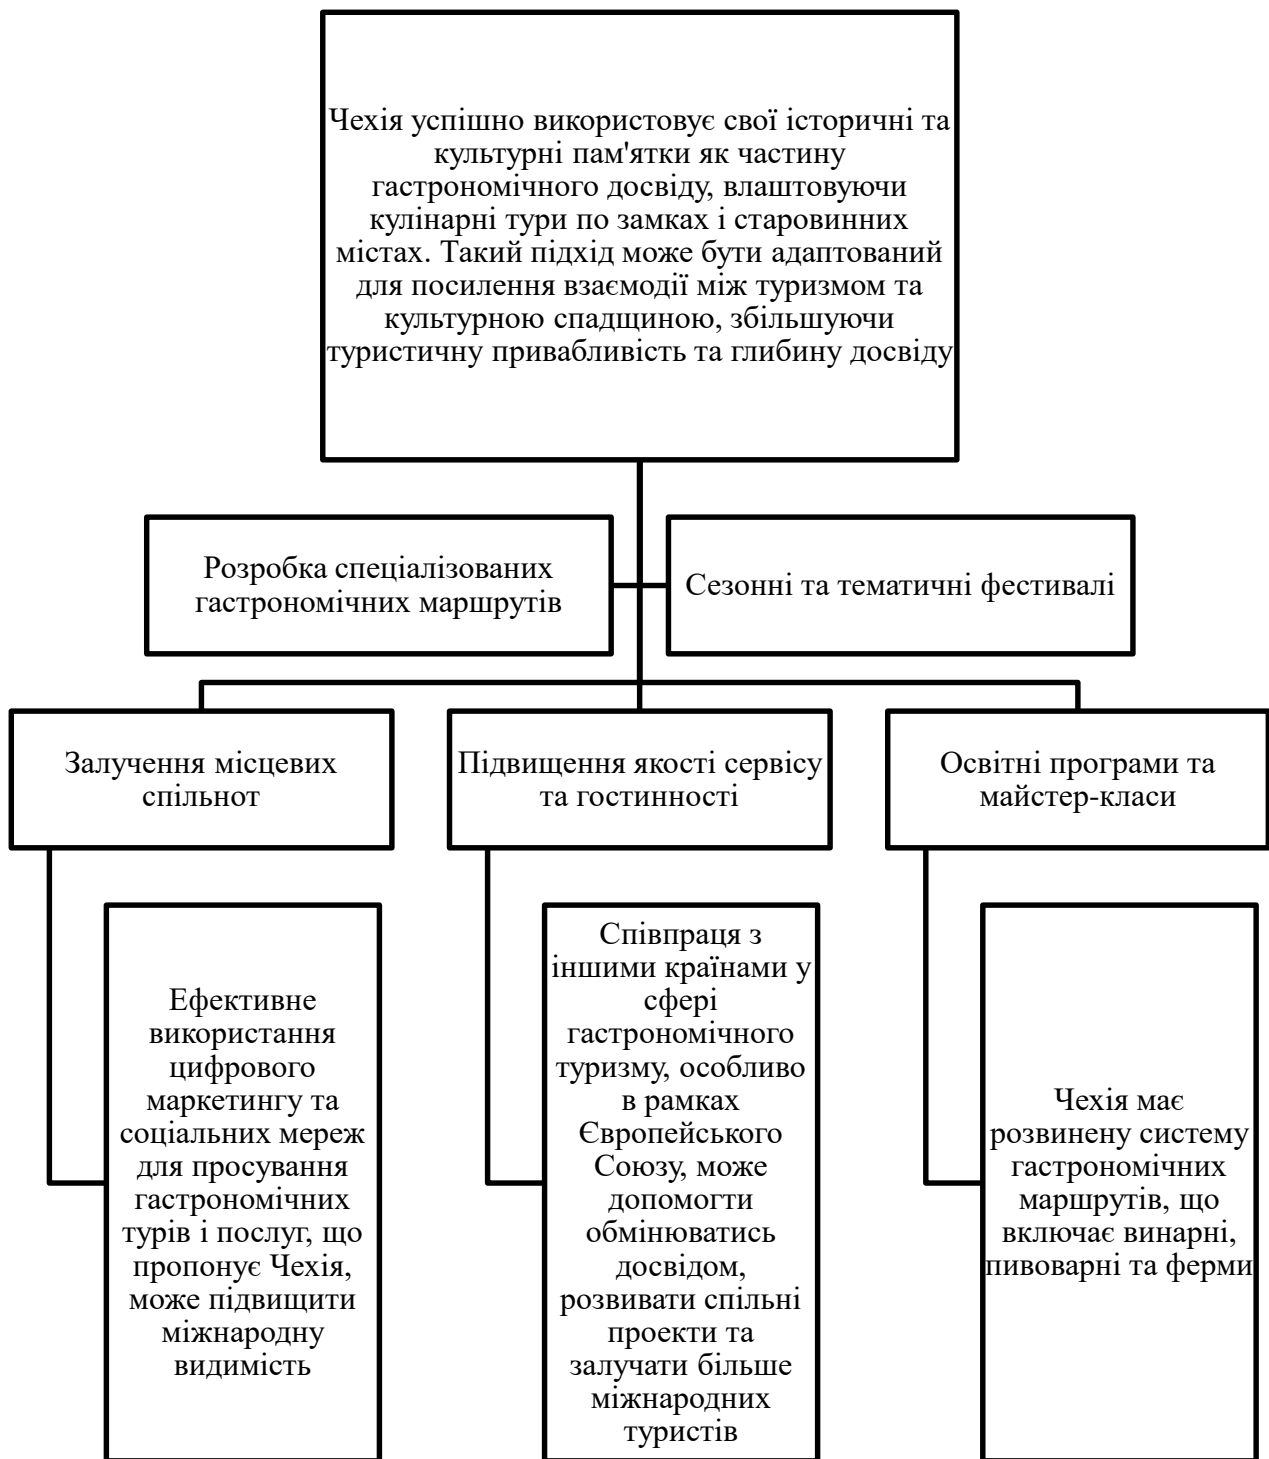 Чехія успішно використовує свої історичні та
культурні пам'ятки як частину
гастрономічного досвіду, влаштовуючи
кулінарні тури по замках і старовинних
містах. Такий підхід може бути адаптований
для посилення взаємодії між туризмом та
культурною спадщиною, збільшуючи
туристичну привабливість та глибину досвіду
Розробка спеціалізованих
гастрономічних маршрутів
Сезонні та тематичні фестивалі
Залучення місцевих
спільнот
Підвищення якості сервісу
та гостинності
Освітні програми та
майстер-класи
Ефективне
використання
цифрового
маркетингу та
соціальних мереж
для просування
гастрономічних
турів і послуг, що
пропонує Чехія,
може підвищити
міжнародну
видимість
Співпраця з
іншими країнами у
сфері
гастрономічного
туризму, особливо
в рамках
Європейського
Союзу, може
допомогти
обмінюватись
досвідом,
розвивати спільні
проекти та
залучати більше
міжнародних
туристів
Чехія має
розвинену систему
гастрономічних
маршрутів, що
включає винарні,
пивоварні та ферми